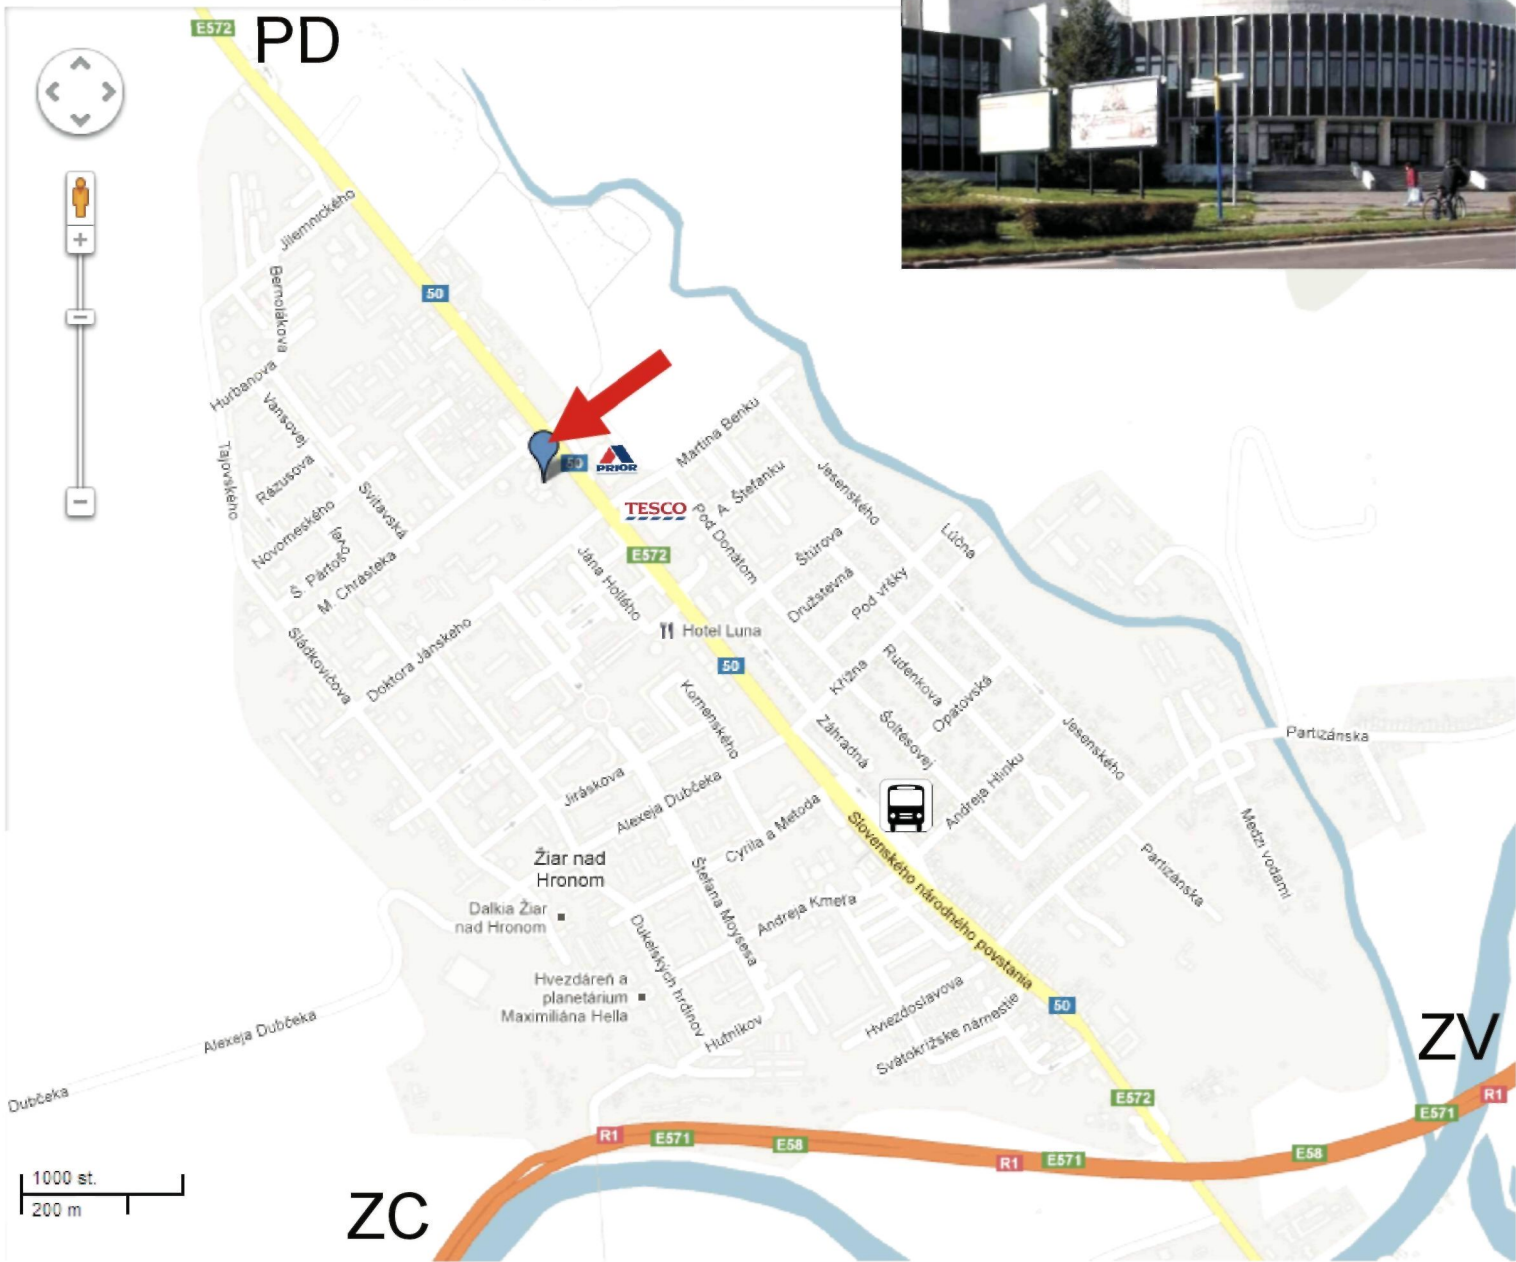 E572
PD
Jilemnického
Bernolákova
50
Hurbanova
Vansovej
Tajovského
Rázusova
Svitavská
Novomeského
Š. Pártošo
M. Chrásteka
Sládkovičova
Doktora Jánskeho
50
PRIOR
TESCO
E572
Martina Benku
A. Štefanku
Jesenského
Pod Donátom
Štúrova
Lúčna
Družstevná
Pod vŕšky
Jána Hollého
Hotel Luna
50
Krížna
Rudenkova
Opatovská
Šoltésovej
Záhradná
Komenského
Jesenského
Partizánska
Jiráskova
Alexeja Dubčeka
Cyrila a Metoda
Andreja Hlinku
Medzi vodami
Partizánska
Slovenského národného povstania
Žiar nad
Hronom
Štefana Moysesa
Dalkia Žiar
nad Hronom
Andreja Kmeťa
Dukelských hrdinov
Hvezdáreň a
planetárium
Maximiliána Hella
Hutníkov
Hviezdoslavova
Svätokrížske námestie
50
Alexeja Dubčeka
Dubčeka
ZV
E572
R1
E571
R1
E571
E58
R1
E571
E58
1000 st.
200 m
ZC